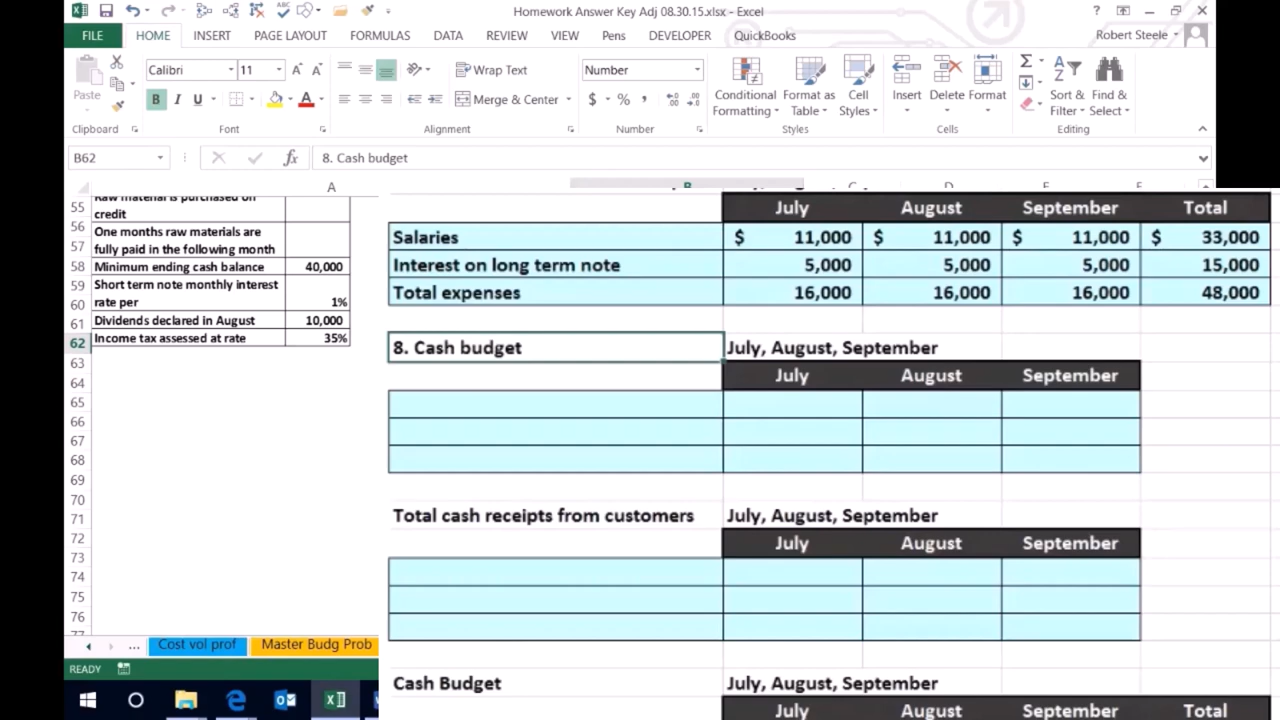 Homework Answer Key Adj 08.30.15.xlsx - Excel
FILE HOME INSERT PAGE LAYOUT FORMULAS DATA REVIEW VIEW Pens DEVELOPER QuickBooks Robert Steele
Calibri 11 Wrap Text Number
Paste B I U A Merge & Center $ % Conditional Formatting Format as Table Cell Styles Insert Delete Format Sort & Filter Find & Select
Clipboard Font Alignment Number Styles Cells Editing
B62 fx 8. Cash budget
A B C D E F
55 Raw material is purchased on credit
July August September Total
56 One months raw materials are
57 fully paid in the following month
58 Minimum ending cash balance 40,000
59 Short term note monthly interest
60 rate per 1%
61 Dividends declared in August 10,000
62 Income tax assessed at rate 35%
63
64
65
66
67
68
69
70
71
72
73
74
75
76
77
Salaries $ 11,000 $ 11,000 $ 11,000 $ 33,000
Interest on long term note 5,000 5,000 5,000 15,000
Total expenses 16,000 16,000 16,000 48,000
8. Cash budget July, August, September
July August September
Total cash receipts from customers July, August, September
July August September
Cash Budget July, August, September
July August September Total
... Cost vol prof Master Budg Prob
READY